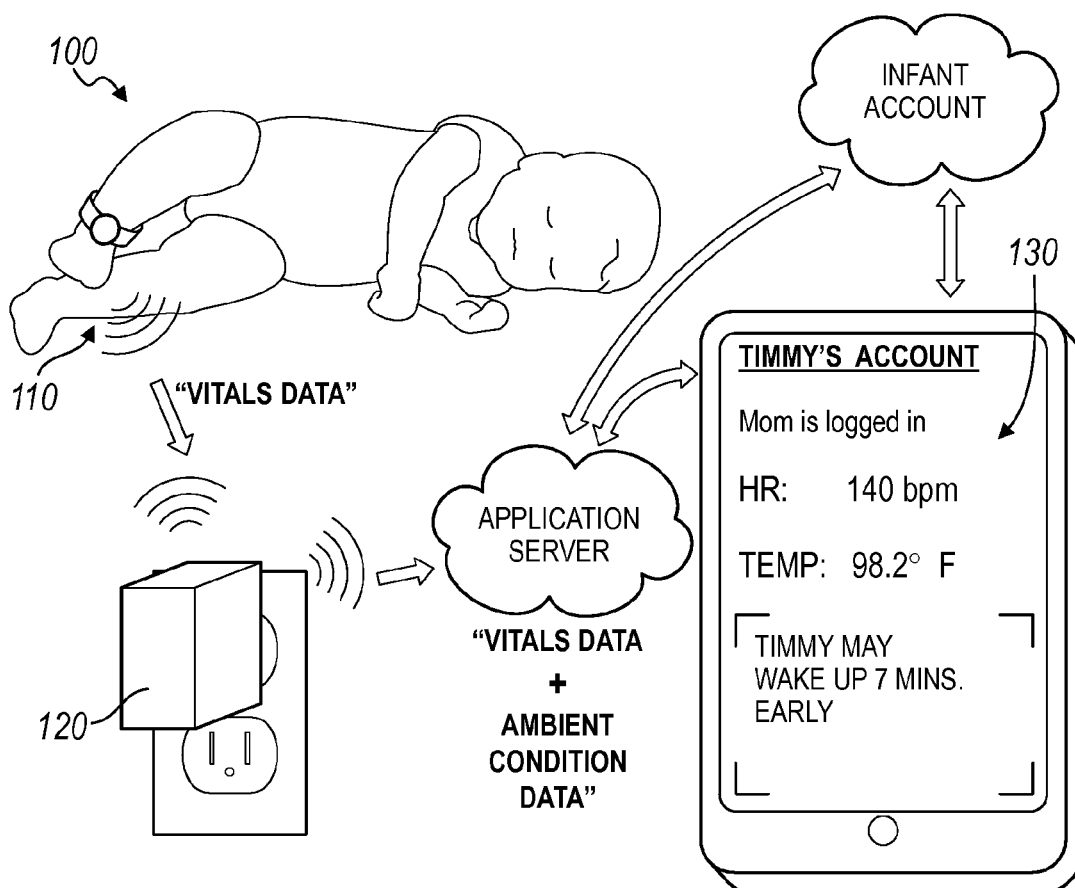 100
INFANT
ACCOUNT
130
110
"VITALS DATA"
TIMMY'S ACCOUNT
Mom is logged in
HR: 140 bpm
TEMP: 98.2° F
TIMMY MAY
WAKE UP 7 MINS.
EARLY
APPLICATION
SERVER
"VITALS DATA
+
AMBIENT
CONDITION
DATA"
120